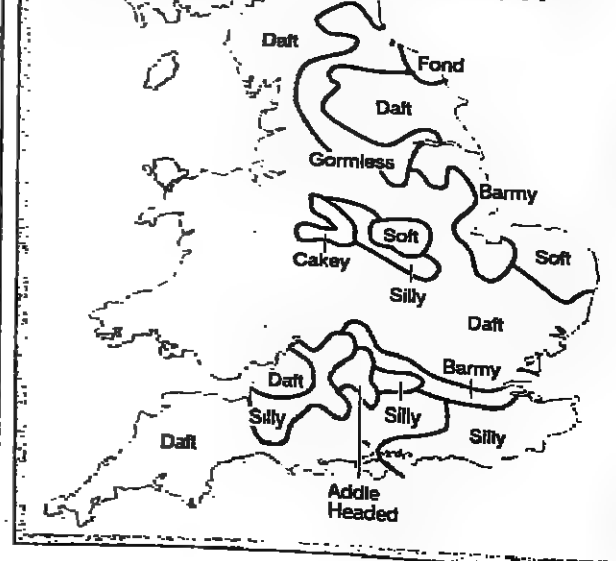 Daft
Fond
Daft
Gormless
Barmy
Soft
Cakey
Soft
Silly
Daft
Barmy
Daft
Silly
Silly
Silly
Daft
Addle
Headed